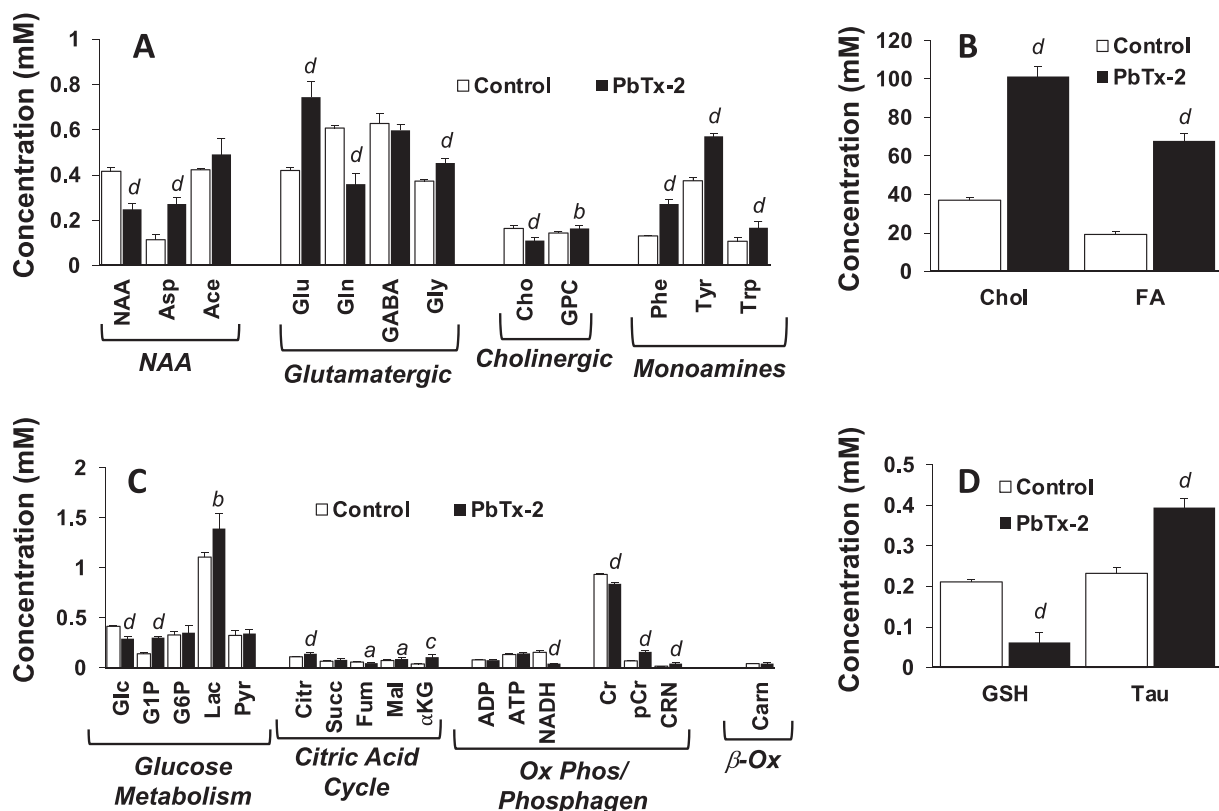 A
Concentration (mM)
1
0.8
0.6
0.4
0.2
0
Control PbTx-2
d d d d d d b d d d d
NAA Asp Ace Glu Gln GABA Gly Cho GPC Phe Tyr Trp
NAA Glutamatergic Cholinergic Monoamines
B
Concentration (mM)
120
100
80
60
40
20
0
Control
PbTx-2
d d
Chol FA
C
Concentration (mM)
2
1.5
1
0.5
0
Control PbTx-2
d d b d a a c d d d d
Glc G1P G6P Lac Pyr Citr Succ Fum Mal αKG ADP ATP NADH Cr pCr CRN Carn
Glucose
Metabolism
Citric Acid
Cycle
Ox Phos/
Phosphagen
β-Ox
D
Concentration (mM)
0.5
0.4
0.3
0.2
0.1
0
Control
PbTx-2
d d
GSH Tau